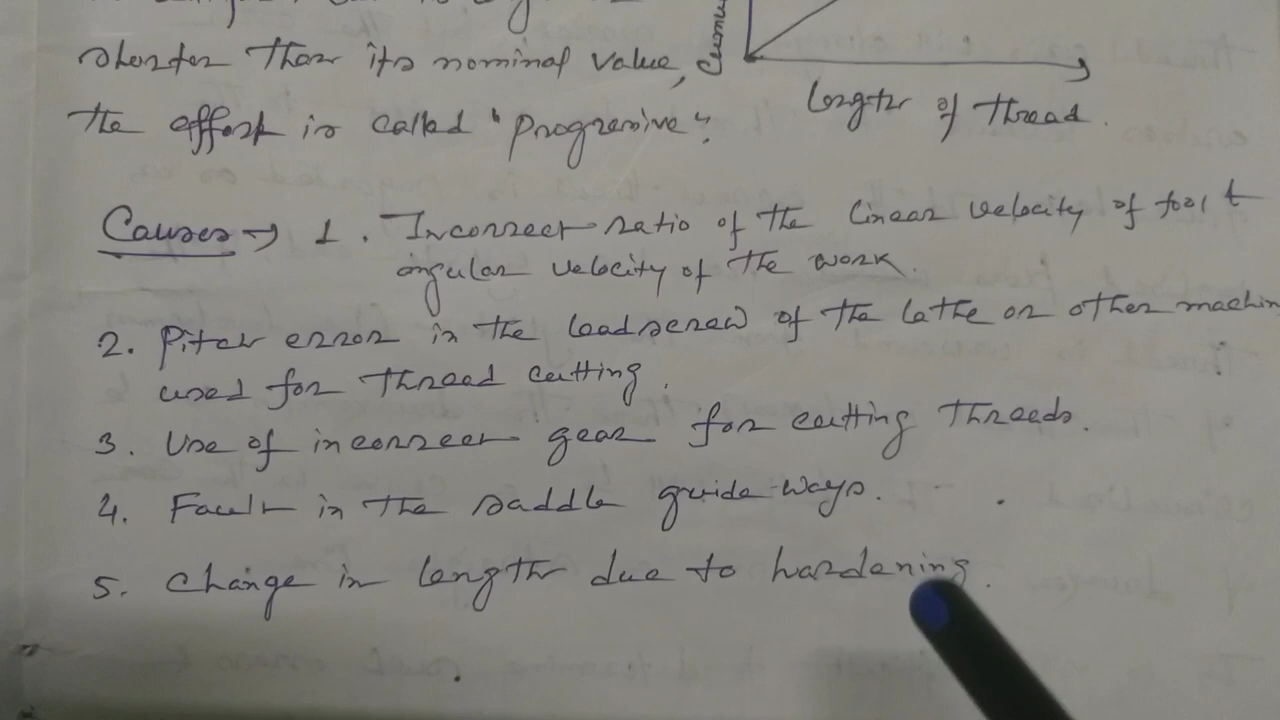 shorter than its nominal value,
the effect is called "Progressive".
Cumu
Length of thread.
Causes → 1. Incorrect ratio of the linear velocity of tool t
angular velocity of the work.
2. Pitch error in the leadscrew of the lathe or other machin
used for thread cutting.
3. Use of incorrect gear for cutting threads.
4. Fault in the saddle guide-ways.
5. Change in length due to hardening.